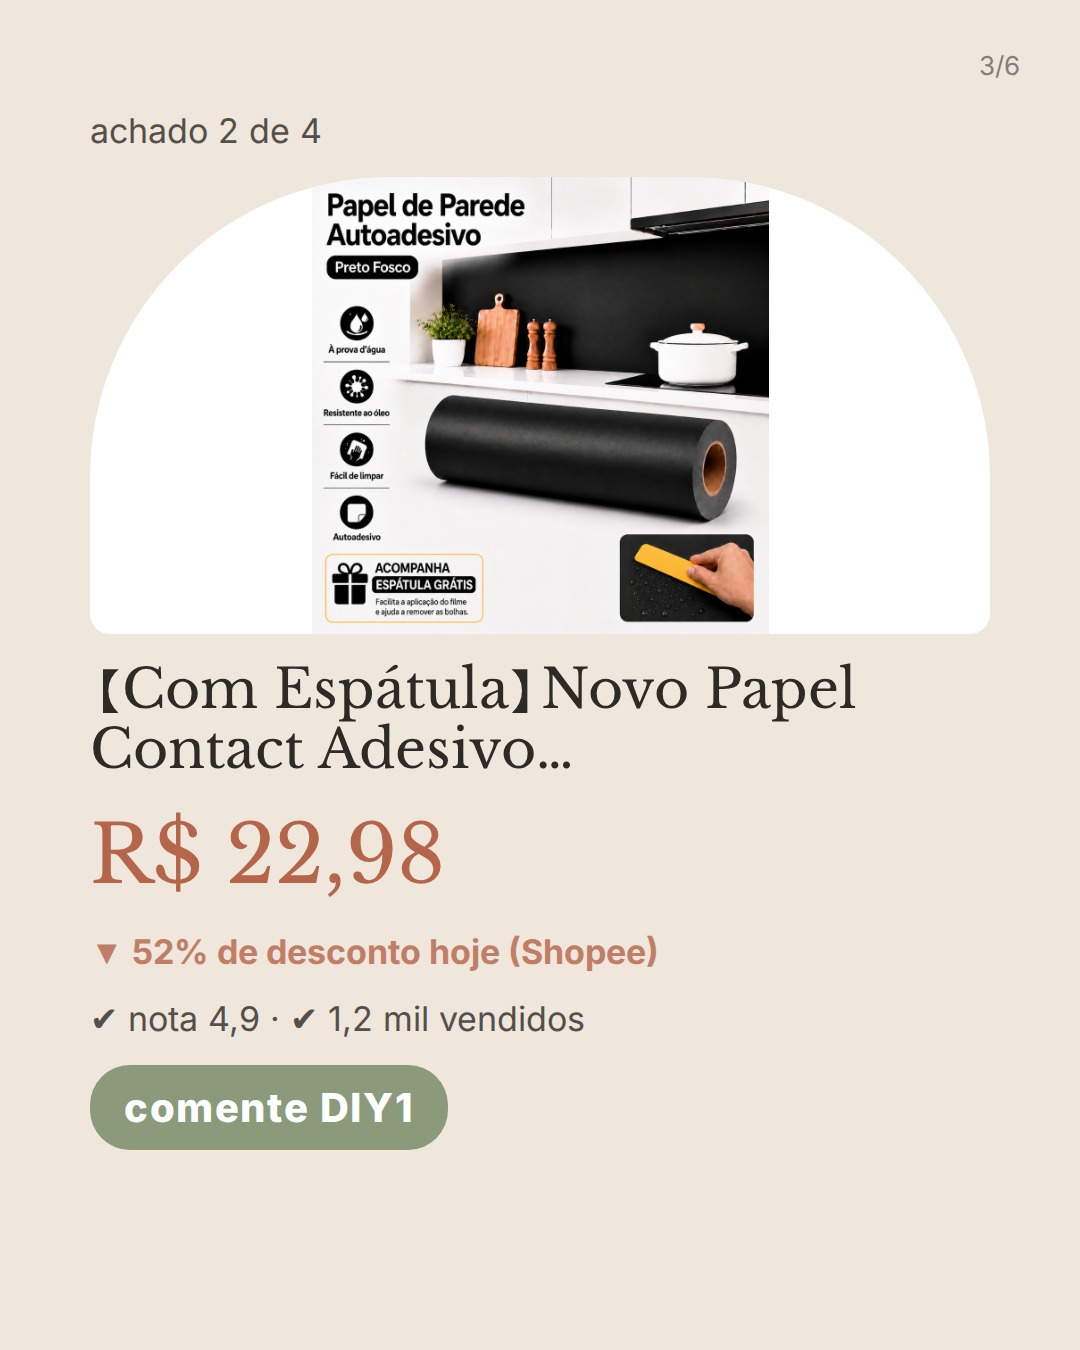 3/6
achado 2 de 4
Papel de Parede
Autoadesivo
Preto Fosco
À prova d'água
Resistente ao óleo
Fácil de limpar
Autoadesivo
ACOMPANHA
ESPÁTULA GRÁTIS
Facilita a aplicação do filme
e ajuda a remover as bolhas.
【Com Espátula】Novo Papel
Contact Adesivo...
R$ 22,98
▼ 52% de desconto hoje (Shopee)
✔ nota 4,9 · ✔ 1,2 mil vendidos
comente DIY1